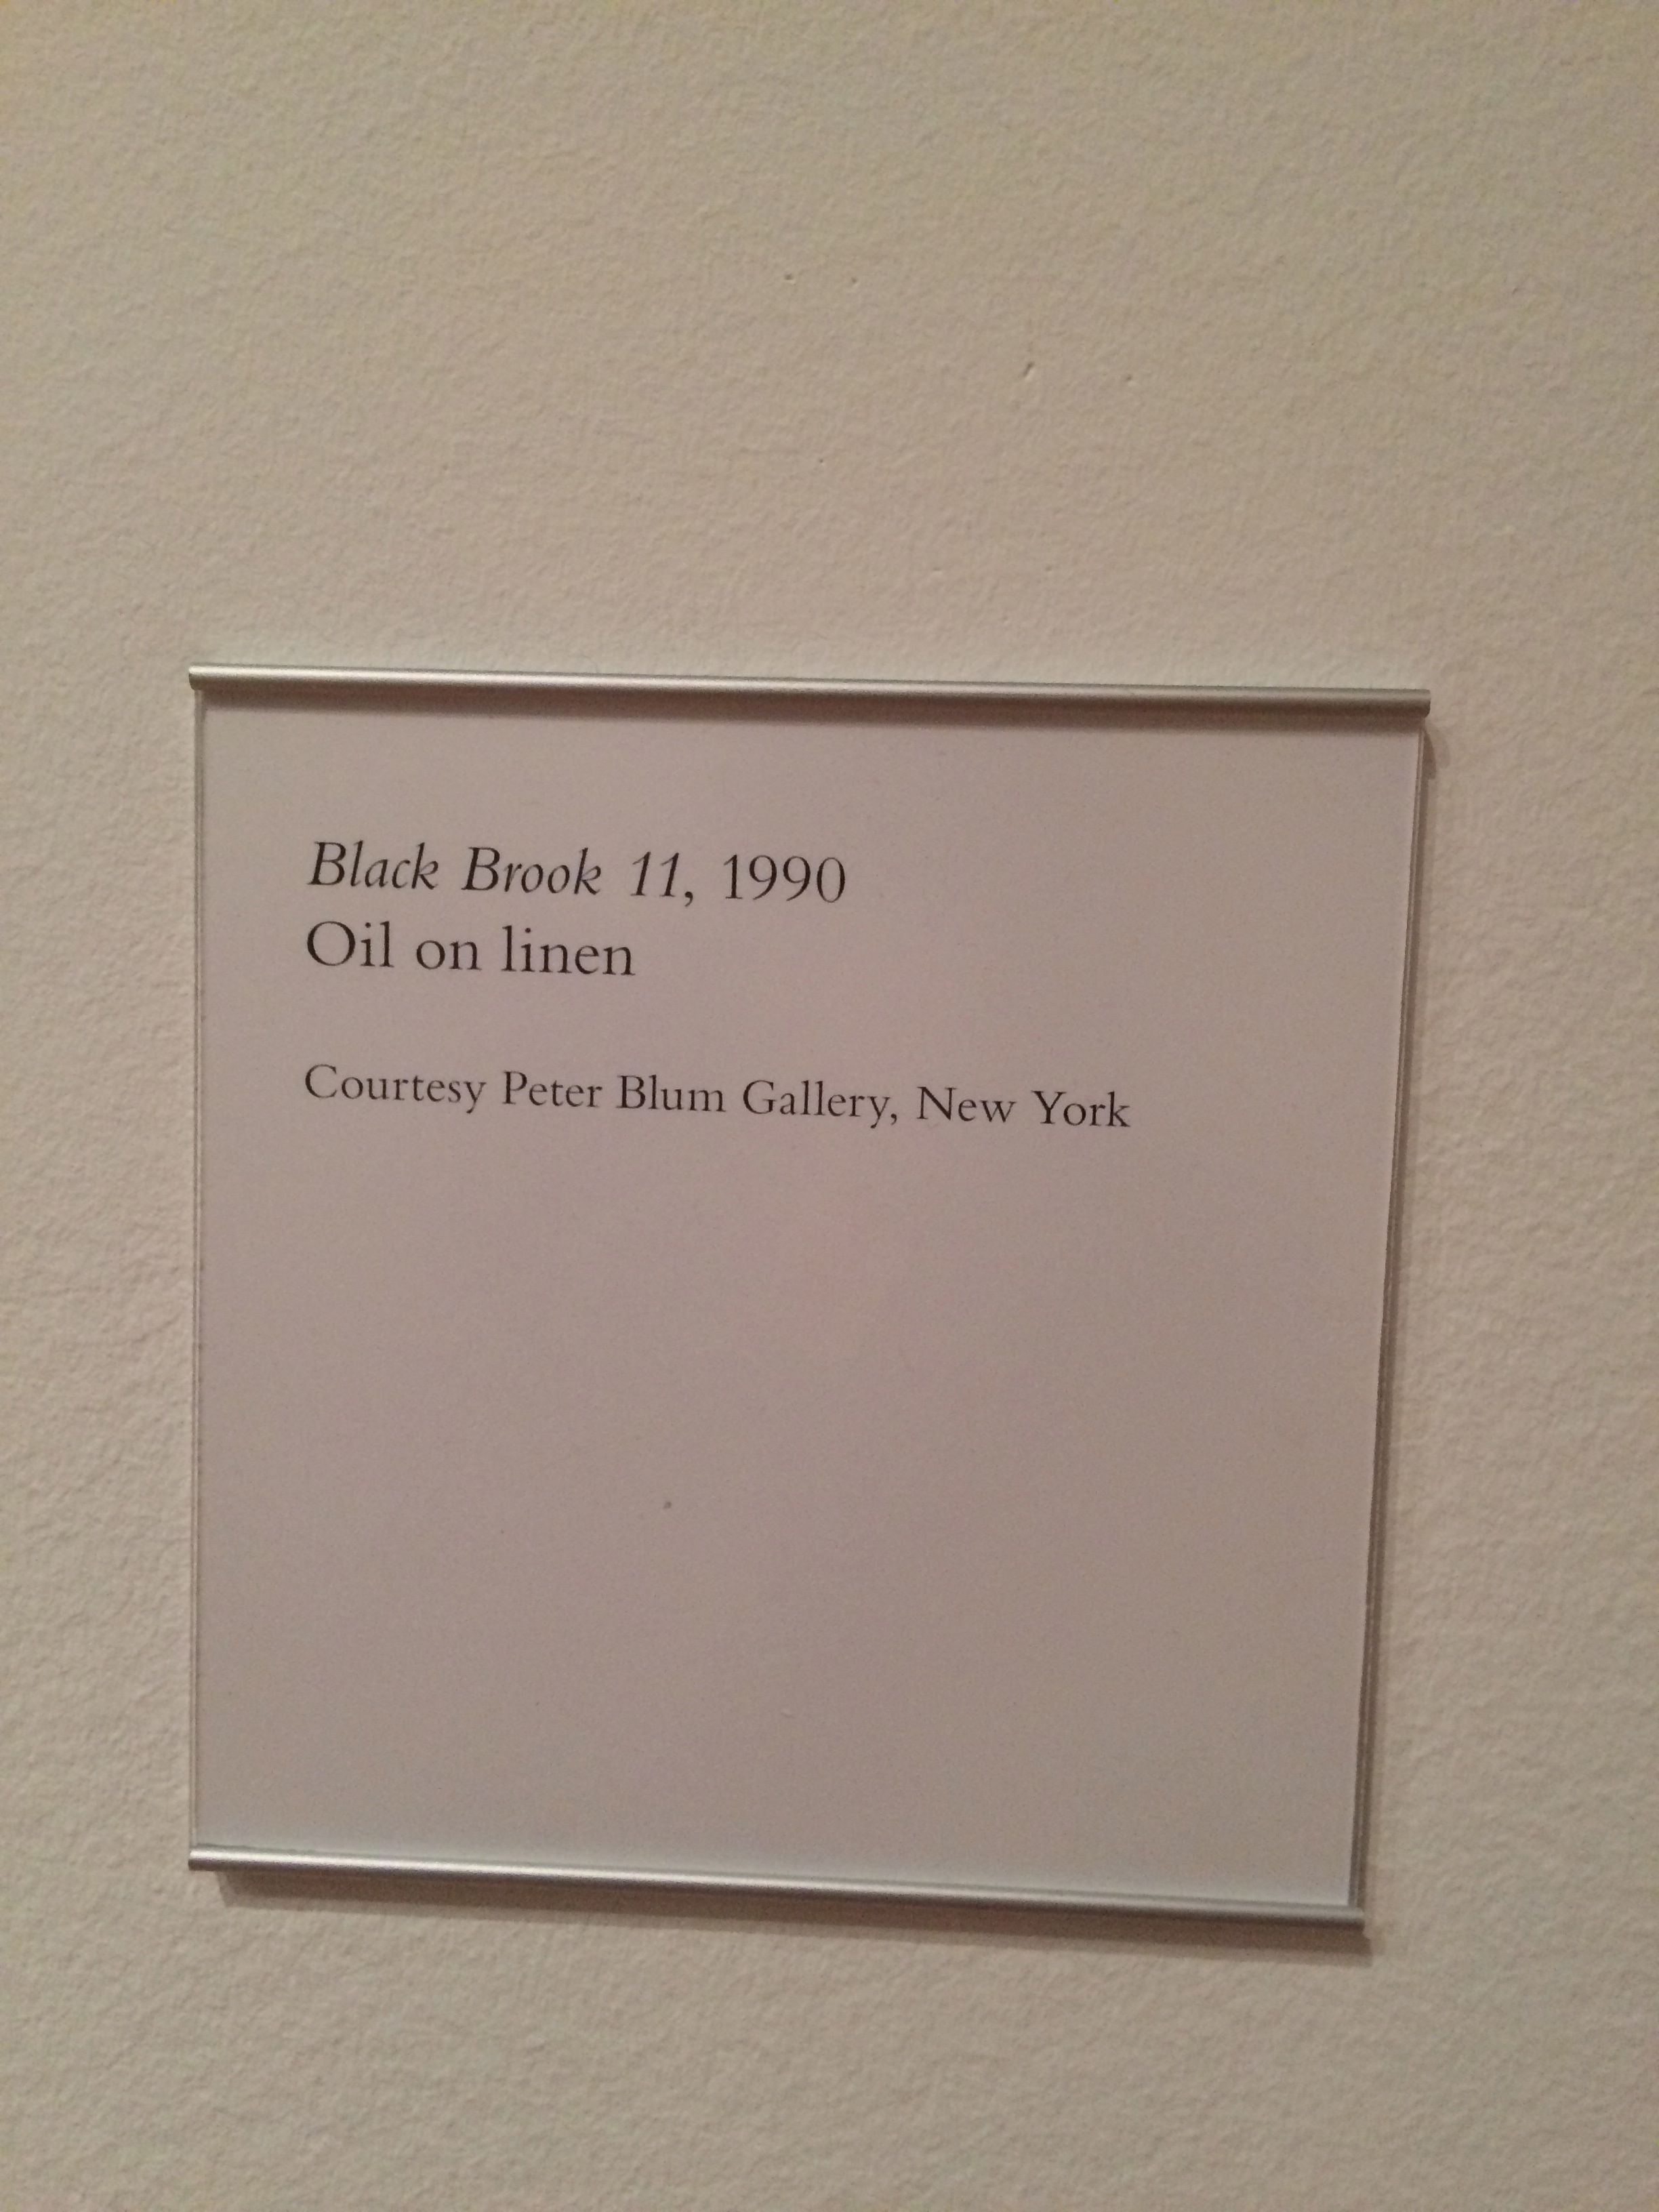 Black Brook 11, 1990
Oil on linen
Courtesy Peter Blum Gallery, New York